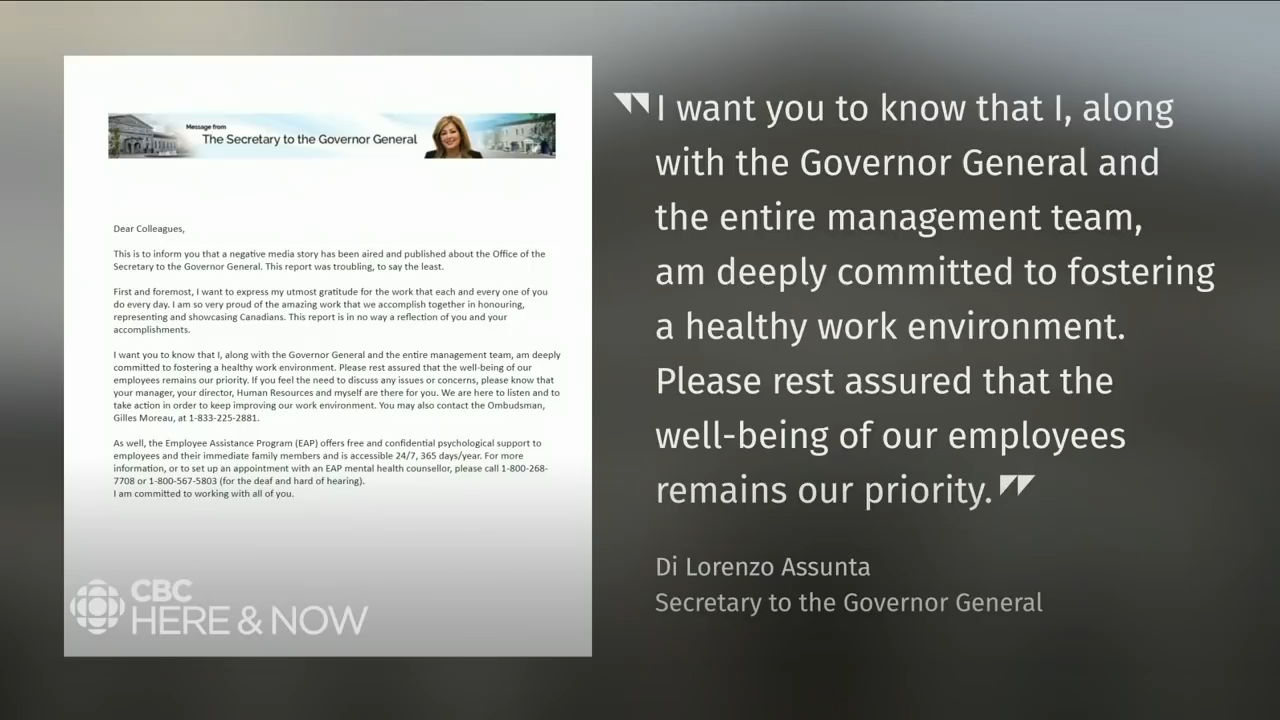 Message from
The Secretary to the Governor General
Dear Colleagues,
This is to inform you that a negative media story has been aired and published about the Office of the
Secretary to the Governor General. This report was troubling, to say the least.
First and foremost, I want to express my utmost gratitude for the work that each and every one of you
do every day. I am so very proud of the amazing work that we accomplish together in honouring,
representing and showcasing Canadians. This report is in no way a reflection of you and your
accomplishments.
I want you to know that I, along with the Governor General and the entire management team, am deeply
committed to fostering a healthy work environment. Please rest assured that the well-being of our
employees remains our priority. If you feel the need to discuss any issues or concerns, please know that
your manager, your director, Human Resources and myself are there for you. We are here to listen and to
take action in order to keep improving our work environment. You may also contact the Ombudsman,
Gilles Moreau, at 1-833-225-2881.
As well, the Employee Assistance Program (EAP) offers free and confidential psychological support to
employees and their immediate family members and is accessible 24/7, 365 days/year. For more
information, or to set up an appointment with an EAP mental health counsellor, please call 1-800-268-
7708 or 1-800-567-5803 (for the deaf and hard of hearing).
I am committed to working with all of you.
CBC
HERE & NOW
"I want you to know that I, along
with the Governor General and
the entire management team,
am deeply committed to fostering
a healthy work environment.
Please rest assured that the
well-being of our employees
remains our priority."
Di Lorenzo Assunta
Secretary to the Governor General